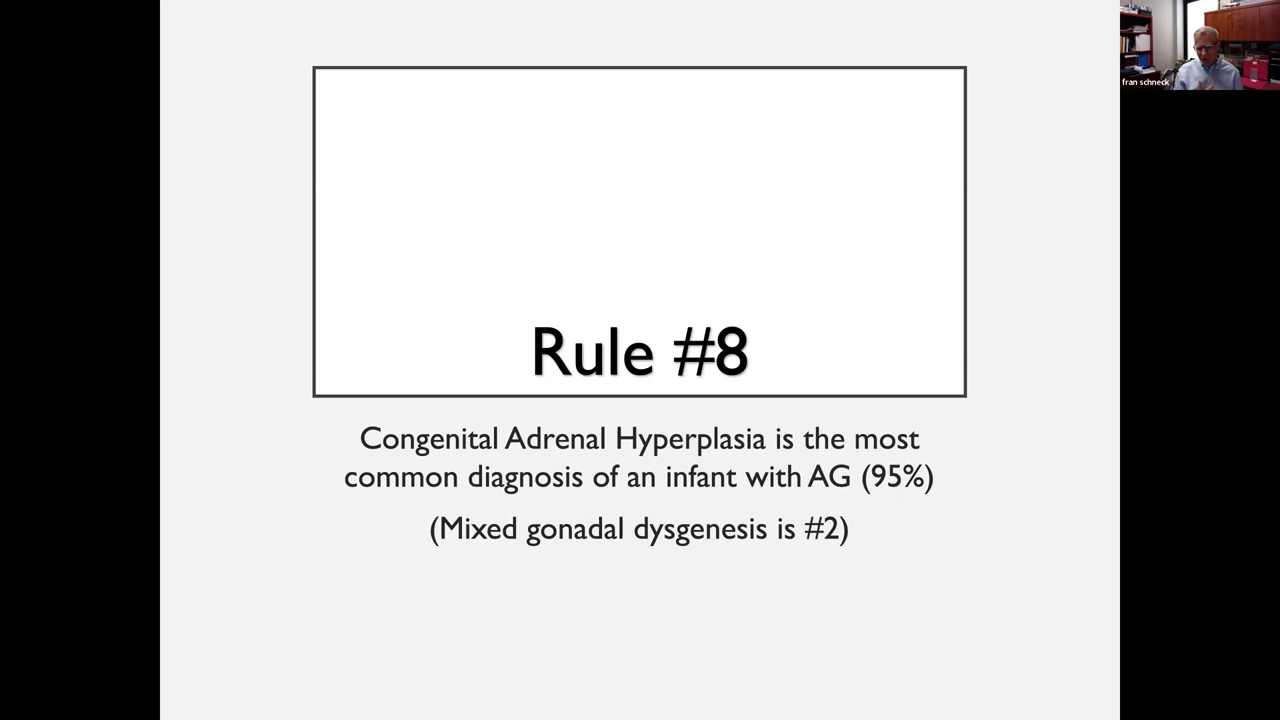 fran schneck
Rule #8
Congenital Adrenal Hyperplasia is the most
common diagnosis of an infant with AG (95%)
(Mixed gonadal dysgenesis is #2)